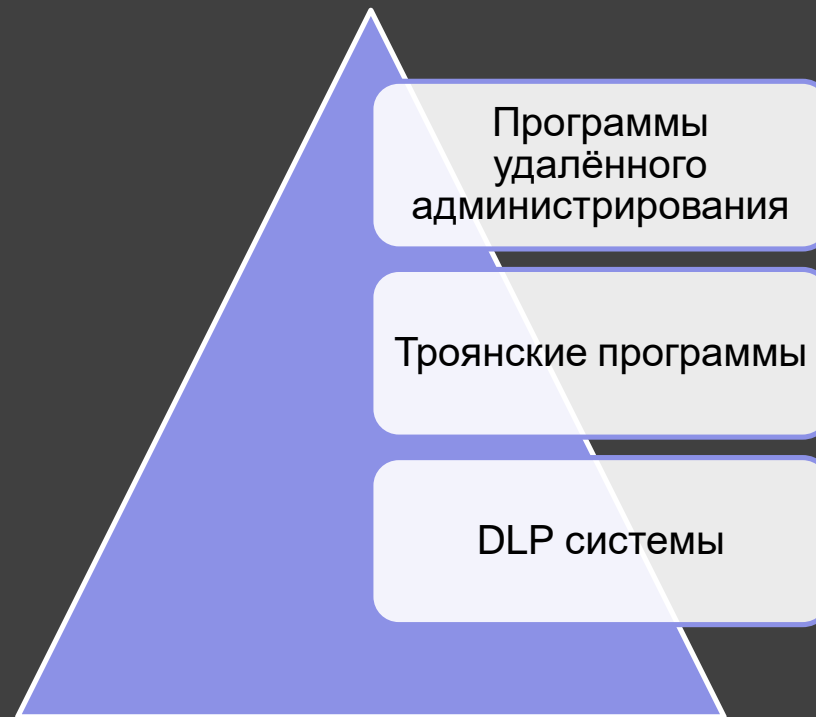 Программы
удалённого
администрирования
Троянские программы
DLP системы